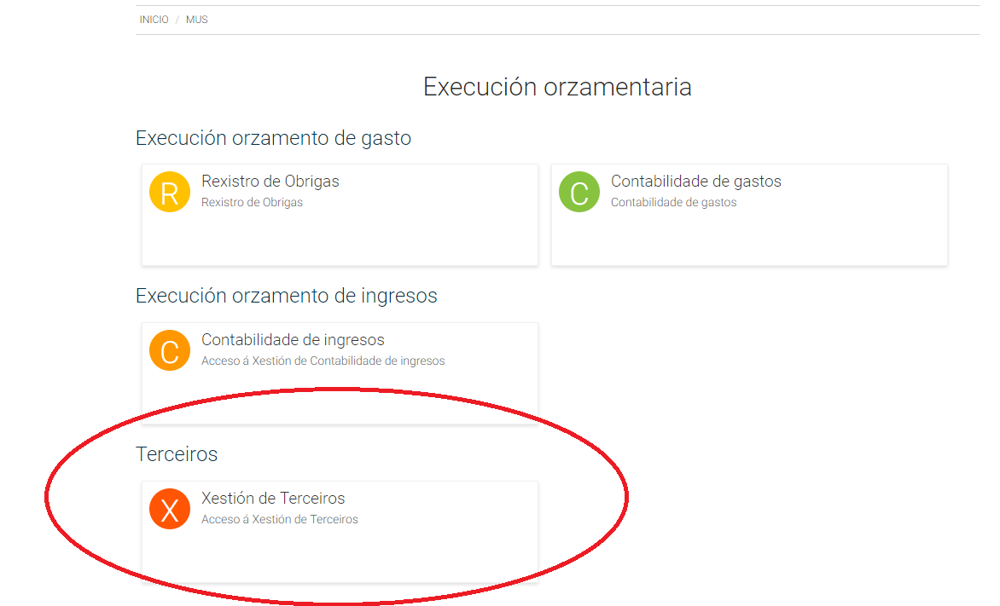 INICIO / MUS
Execución orzamentaria
Execución orzamento de gasto
R
Rexistro de Obrigas
Rexistro de Obrigas
C
Contabilidade de gastos
Contabilidade de gastos
Execución orzamento de ingresos
C
Contabilidade de ingresos
Acceso á Xestión de Contabilidade de ingresos
Terceiros
X
Xestión de Terceiros
Acceso á Xestión de Terceiros